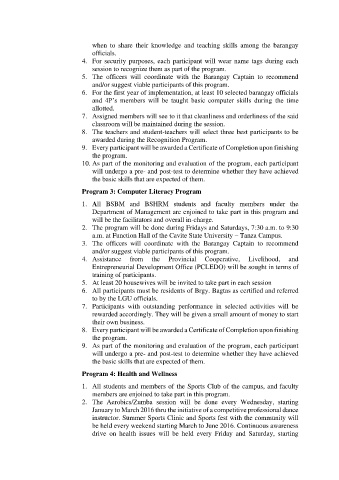 when to share their knowledge and teaching skills among the barangay
officials.
4. For security purposes, each participant will wear name tags during each
session to recognize them as part of the program.
5. The officers will coordinate with the Barangay Captain to recommend
and/or suggest viable participants of this program.
6. For the first year of implementation, at least 10 selected barangay officials
and 4P's members will be taught basic computer skills during the time
allotted.
7. Assigned members will see to it that cleanliness and orderliness of the said
classroom will be maintained during the session.
8. The teachers and student-teachers will select three best participants to be
awarded during the Recognition Program.
9. Every participant will be awarded a Certificate of Completion upon finishing
the program.
10. As part of the monitoring and evaluation of the program, each participant
will undergo a pre- and post-test to determine whether they have achieved
the basic skills that are expected of them.
Program 3: Computer Literacy Program
1. All BSBM and BSHRM students and faculty members under the
Department of Management are enjoined to take part in this program and
will be the facilitators and overall in-charge.
2. The program will be done during Fridays and Saturdays, 7:30 a.m. to 9:30
a.m. at Function Hall of the Cavite State University – Tanza Campus.
3. The officers will coordinate with the Barangay Captain to recommend
and/or suggest viable participants of this program.
4. Assistance from the Provincial Cooperative, Livelihood, and
Entrepreneurial Development Office (PCLEDO) will be sought in terms of
training of participants.
5. At least 20 housewives will be invited to take part in each session
6. All participants must be residents of Brgy. Bagtas as certified and referred
to by the LGU officials.
7. Participants with outstanding performance in selected activities will be
rewarded accordingly. They will be given a small amount of money to start
their own business.
8. Every participant will be awarded a Certificate of Completion upon finishing
the program.
9. As part of the monitoring and evaluation of the program, each participant
will undergo a pre- and post-test to determine whether they have achieved
the basic skills that are expected of them.
Program 4: Health and Wellness
1. All students and members of the Sports Club of the campus, and faculty
members are enjoined to take part in this program.
2. The Aerobics/Zumba session will be done every Wednesday, starting
January to March 2016 thru the initiative of a competitive professional dance
instructor. Summer Sports Clinic and Sports fest with the community will
be held every weekend starting March to June 2016. Continuous awareness
drive on health issues will be held every Friday and Saturday, starting